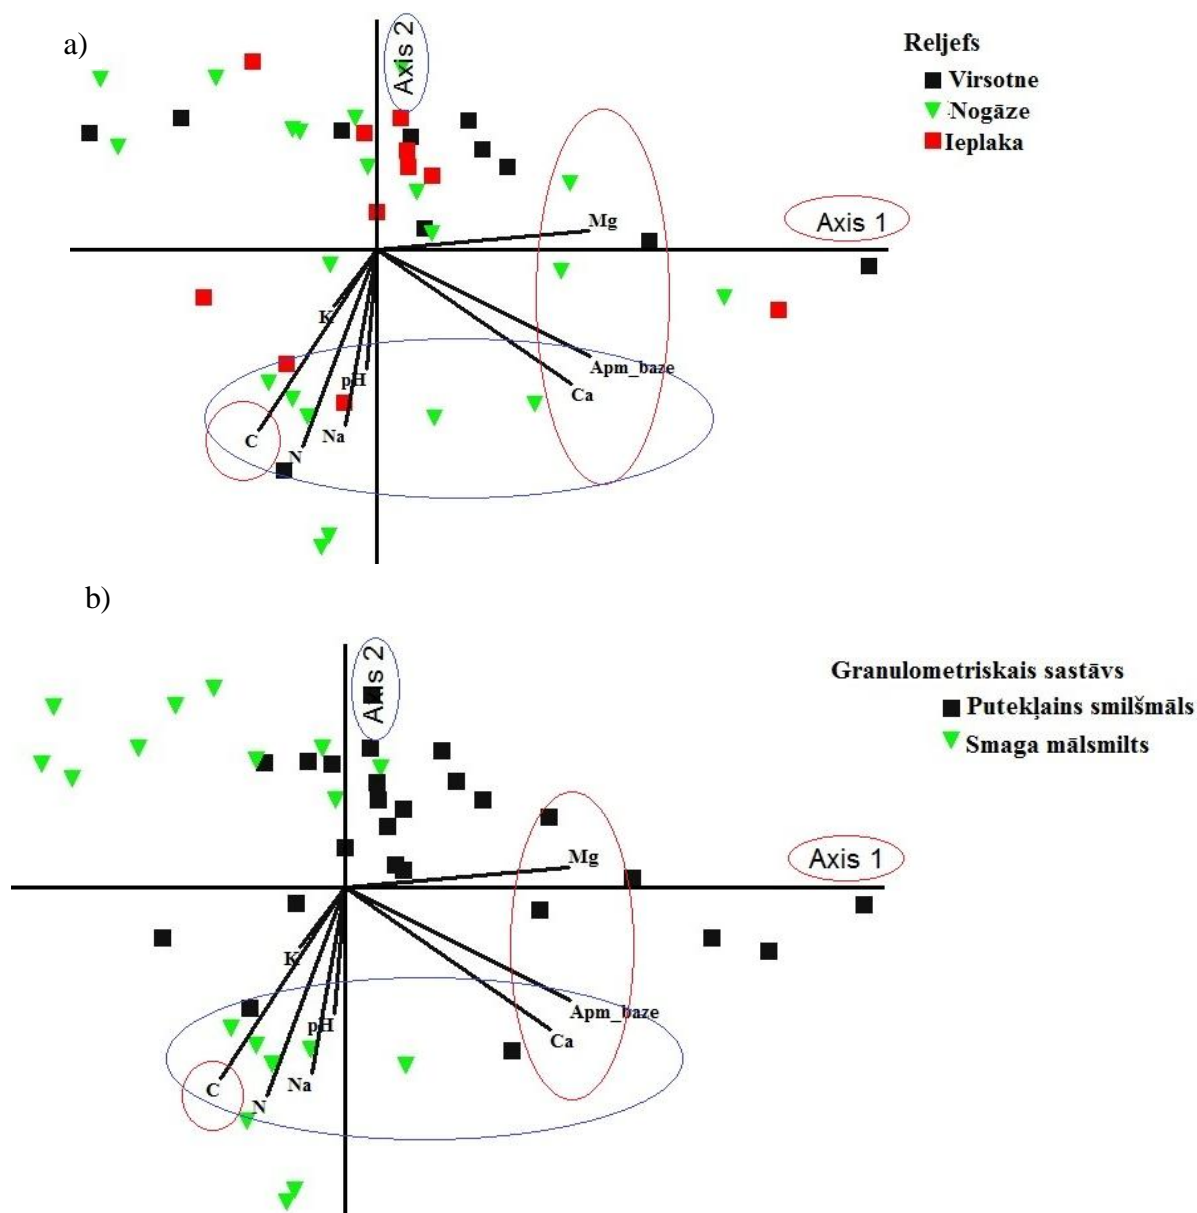 a)
Axis 2
Reljefs
Virsotne
Nogāze
Ieplaka
Mg
Axis 1
K
pH
Apm_baze
Ca
C
N
Na
b)
Axis 2
Granulometriskais sastāvs
Putekļains smilšmāls
Smaga mālsmilts
Mg
Axis 1
K
pH
Apm_baze
Ca
C
N
Na